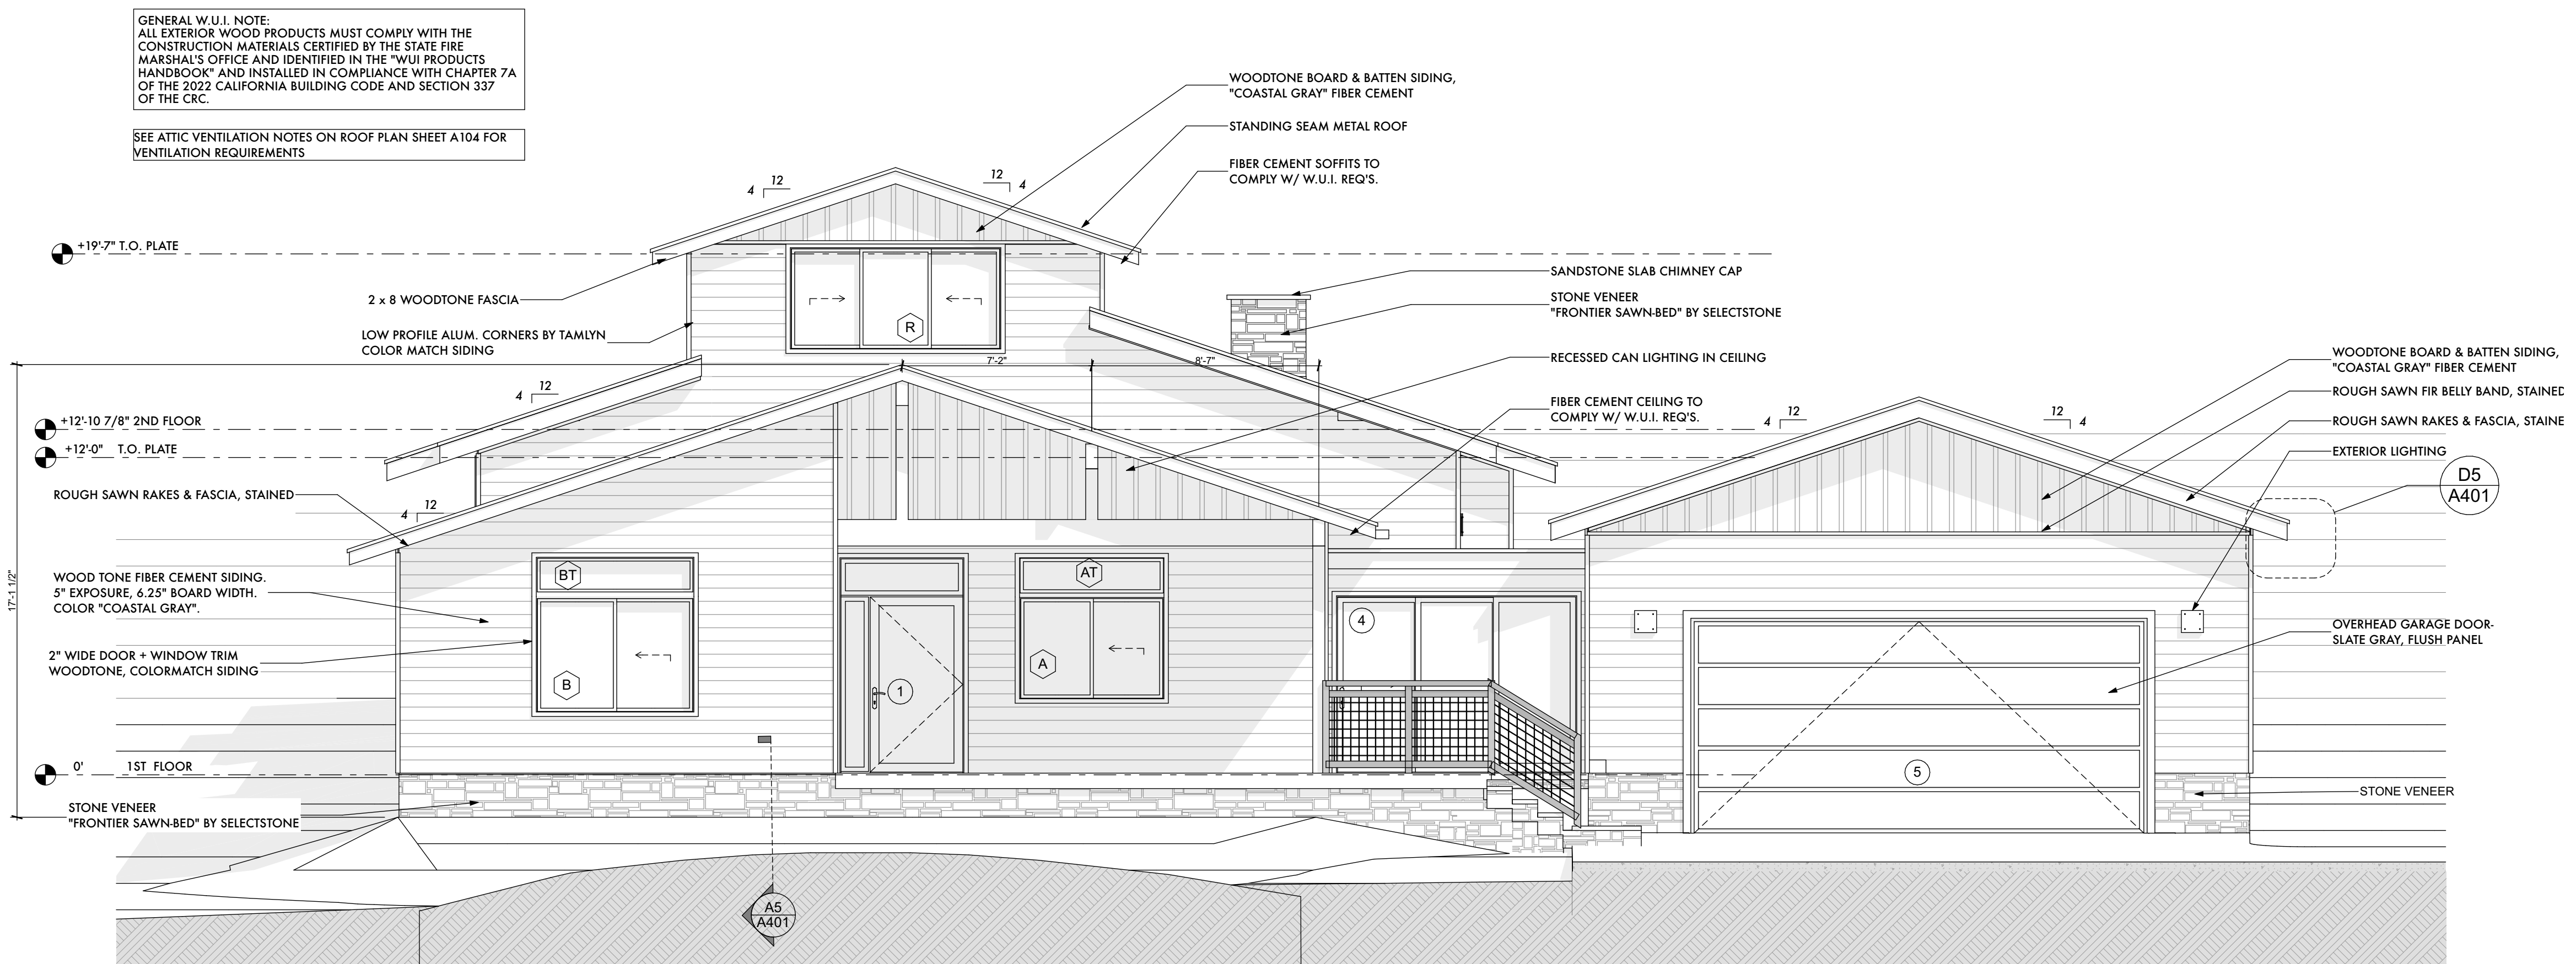 GENERAL W.U.I. NOTE:
ALL EXTERIOR WOOD PRODUCTS MUST COMPLY WITH THE
CONSTRUCTION MATERIALS CERTIFIED BY THE STATE FIRE
MARSHAL'S OFFICE AND IDENTIFIED IN THE "WUI PRODUCTS
HANDBOOK" AND INSTALLED IN COMPLIANCE WITH CHAPTER 7A
OF THE 2022 CALIFORNIA BUILDING CODE AND SECTION 337
OF THE CRC.
SEE ATTIC VENTILATION NOTES ON ROOF PLAN SHEET A104 FOR
VENTILATION REQUIREMENTS
WOODTONE BOARD & BATTEN SIDING,
"COASTAL GRAY" FIBER CEMENT
STANDING SEAM METAL ROOF
FIBER CEMENT SOFFITS TO
COMPLY W/ W.U.I. REQ'S.
4 12
12 4
+19'-7" T.O. PLATE
2 x 8 WOODTONE FASCIA
LOW PROFILE ALUM. CORNERS BY TAMLYN
COLOR MATCH SIDING
R
SANDSTONE SLAB CHIMNEY CAP
STONE VENEER
"FRONTIER SAWN-BED" BY SELECTSTONE
RECESSED CAN LIGHTING IN CEILING
7'-2"
8'-7"
FIBER CEMENT CEILING TO
COMPLY W/ W.U.I. REQ'S.
4 12
+12'-10 7/8" 2ND FLOOR
+12'-0" T.O. PLATE
ROUGH SAWN RAKES & FASCIA, STAINED
4 12
4 12
12 4
WOODTONE BOARD & BATTEN SIDING,
"COASTAL GRAY" FIBER CEMENT
ROUGH SAWN FIR BELLY BAND, STAINED
ROUGH SAWN RAKES & FASCIA, STAINE
EXTERIOR LIGHTING
D5
A401
17'-1 1/2"
WOOD TONE FIBER CEMENT SIDING.
5" EXPOSURE, 6.25" BOARD WIDTH.
COLOR "COASTAL GRAY".
2" WIDE DOOR + WINDOW TRIM
WOODTONE, COLORMATCH SIDING
BT
B
1
AT
A
4
5
OVERHEAD GARAGE DOOR-
SLATE GRAY, FLUSH PANEL
0' 1ST FLOOR
STONE VENEER
"FRONTIER SAWN-BED" BY SELECTSTONE
STONE VENEER
A5
A401